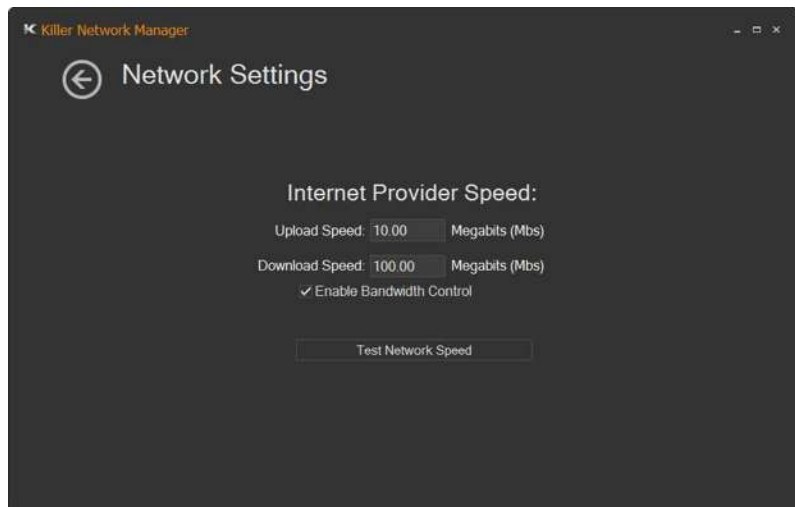 Killer Network Manager
Network Settings
Internet Provider Speed:
Upload Speed: 10.00 Megabits (Mbs)
Download Speed: 100.00 Megabits (Mbs)
Enable Bandwidth Control
Test Network Speed